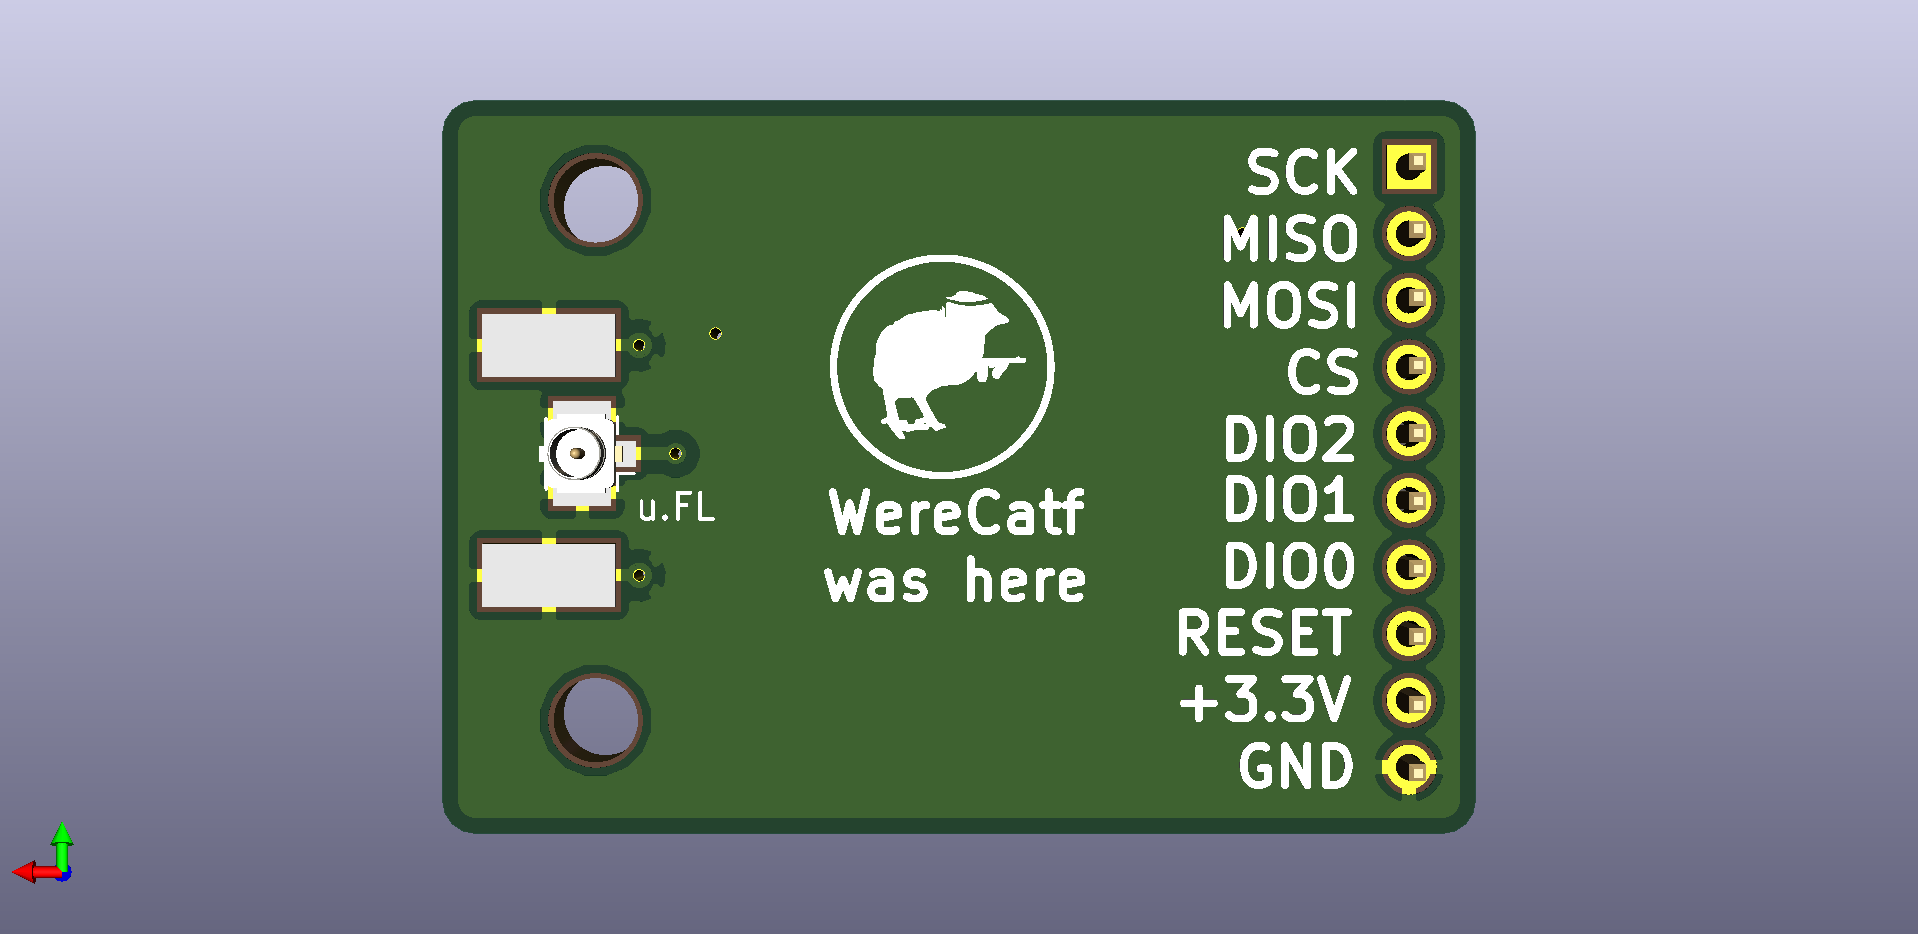 SCK
MISO
MOSI
CS
DIO2
DIO1
DIO0
RESET
+3.3V
GND
u.FL
WereCatf
was here